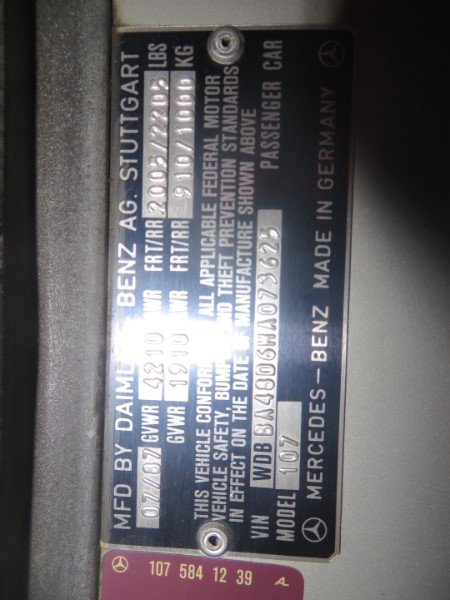 MFD BY DAIMLER-BENZ AG. STUTTGART
07/87 GVWR 4210 GAWR FRT/RR 2005/2205 LBS
GVWR 1910 GAWR FRT/RR 910/1000 KG
THIS VEHICLE CONFORMS ALL APPLICABLE FEDERAL MOTOR
VEHICLE SAFETY, BUMPER, AND THEFT PREVENTION STANDARDS
IN EFFECT ON THE DATE OF MANUFACTURE SHOWN ABOVE
VIN WDB BA48D6HA073625
MODEL 107 PASSENGER CAR
MERCEDES-BENZ MADE IN GERMANY
107 584 12 39